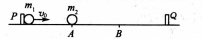 P m₁ v₀ m₂ Q
A B